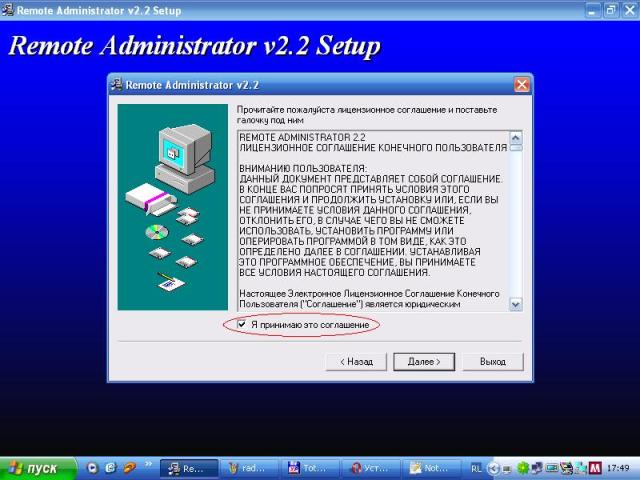 Remote Administrator v2.2 Setup
Remote Administrator v2.2 Setup
Remote Administrator v2.2
Прочитайте пожалуйста лицензионное соглашение и поставьте
галочку под ним
REMOTE ADMINISTRATOR 2.2
ЛИЦЕНЗИОННОЕ СОГЛАШЕНИЕ КОНЕЧНОГО ПОЛЬЗОВАТЕЛЯ
ВНИМАНИЮ ПОЛЬЗОВАТЕЛЯ:
ДАННЫЙ ДОКУМЕНТ ПРЕДСТАВЛЯЕТ СОБОЙ СОГЛАШЕНИЕ.
В КОНЦЕ ВАС ПОПРОСЯТ ПРИНЯТЬ УСЛОВИЯ ЭТОГО
СОГЛАШЕНИЯ И ПРОДОЛЖИТЬ УСТАНОВКУ ИЛИ, ЕСЛИ ВЫ
НЕ ПРИНИМАЕТЕ УСЛОВИЯ ДАННОГО СОГЛАШЕНИЯ,
ОТКЛОНИТЬ ЕГО, В СЛУЧАЕ ЧЕГО ВЫ НЕ СМОЖЕТЕ
ИСПОЛЬЗОВАТЬ, УСТАНОВИТЬ ПРОГРАММУ ИЛИ
ОПЕРИРОВАТЬ ПРОГРАММОЙ В ТОМ ВИДЕ, КАК ЭТО
ОПРЕДЕЛЕНО ДАЛЕЕ В СОГЛАШЕНИИ. УСТАНАВЛИВАЯ
ЭТО ПРОГРАММНОЕ ОБЕСПЕЧЕНИЕ, ВЫ ПРИНИМАЕТЕ
ВСЕ УСЛОВИЯ НАСТОЯЩЕГО СОГЛАШЕНИЯ.
Настоящее Электронное Лицензионное Соглашение Конечного
Пользователя ("Соглашение") является юридическим
Я принимаю это соглашение
< Назад
Далее >
Выход
пуск
Re...
rad...
Tot...
Уст...
Not...
RL
17:49